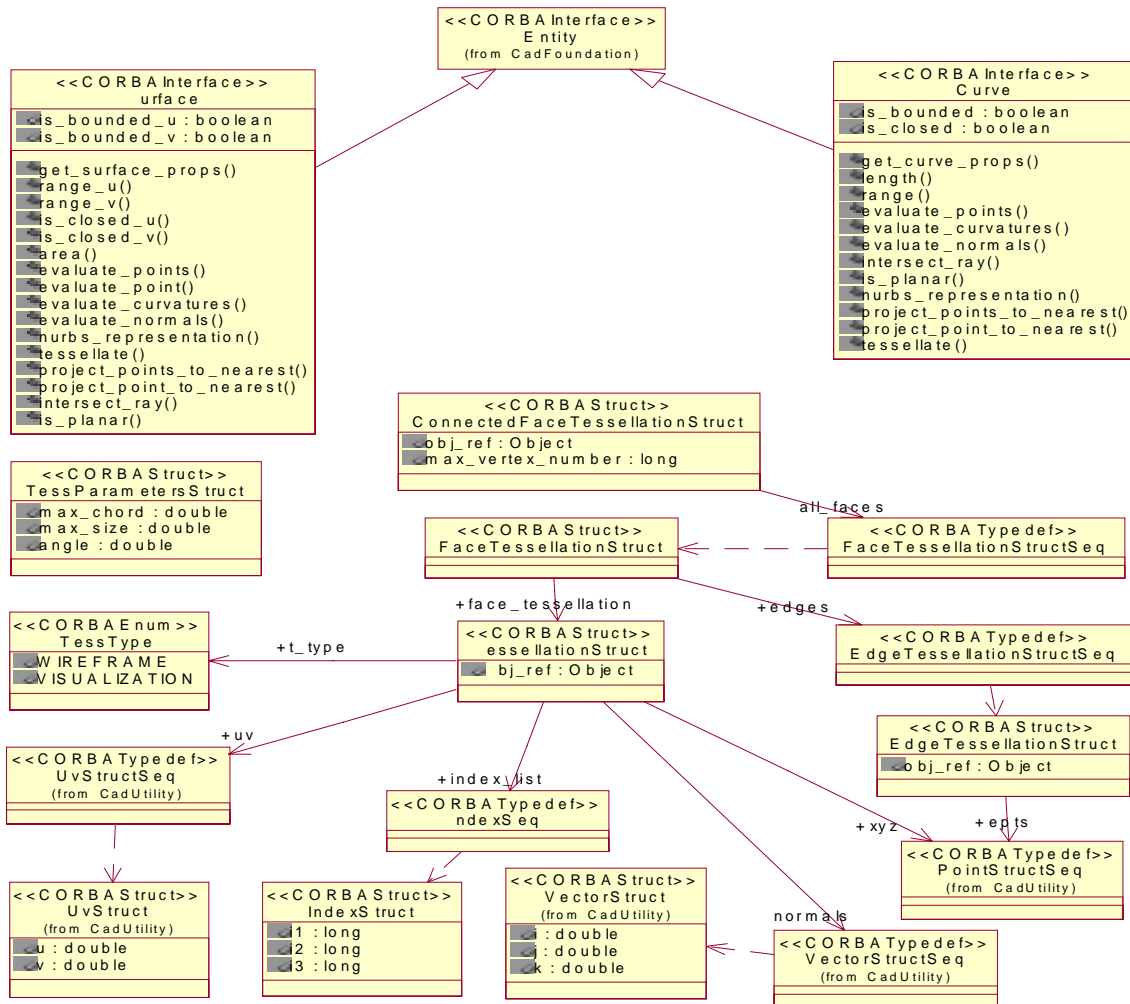 <<CORBAInterface>>
Entity
(from CadFoundation)
<<CORBAInterface>>
urface
is_bounded_u : boolean
is_bounded_v : boolean
get_surface_props()
range_u()
range_v()
is_closed_u()
is_closed_v()
area()
evaluate_points()
evaluate_point()
evaluate_curvatures()
evaluate_normals()
nurbs_representation()
tessellate()
project_points_to_nearest()
project_point_to_nearest()
intersect_ray()
is_planar()
<<CORBAInterface>>
Curve
is_bounded : boolean
is_closed : boolean
get_curve_props()
length()
range()
evaluate_points()
evaluate_curvatures()
evaluate_normals()
intersect_ray()
is_planar()
nurbs_representation()
project_points_to_nearest()
project_point_to_nearest()
tessellate()
<<CORBAStruct>>
ConnectedFaceTessellationStruct
obj_ref : Object
max_vertex_number : long
<<CORBAStruct>>
TessParametersStruct
max_chord : double
max_size : double
angle : double
all_faces
<<CORBAStruct>>
FaceTessellationStruct
<<CORBATypedef>>
FaceTessellationStructSeq
+face_tessellation
+edges
<<CORBAEnum>>
TessType
WIREFRAME
VISUALIZATION
+t_type
<<CORBAStruct>>
essellationStruct
bj_ref : Object
<<CORBATypedef>>
EdgeTessellationStructSeq
<<CORBAStruct>>
EdgeTessellationStruct
obj_ref : Object
+uv
<<CORBATypedef>>
UvStructSeq
(from CadUtility)
+index_list
<<CORBATypedef>>
ndexSeq
+xyz
+epts
<<CORBATypedef>>
PointStructSeq
(from CadUtility)
<<CORBAStruct>>
UvStruct
(from CadUtility)
u : double
v : double
<<CORBAStruct>>
IndexStruct
i1 : long
i2 : long
i3 : long
<<CORBAStruct>>
VectorStruct
(from CadUtility)
i : double
j : double
k : double
normals
<<CORBATypedef>>
VectorStructSeq
(from CadUtility)